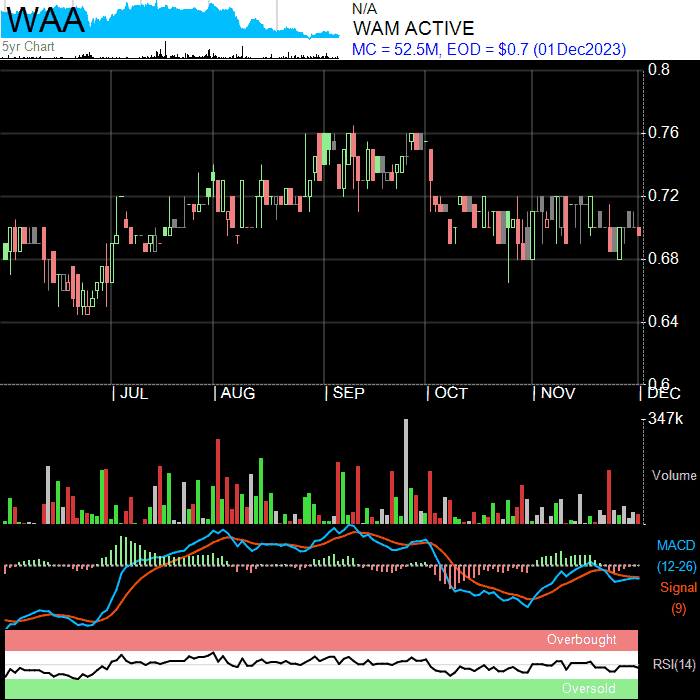 WAA
5yr Chart
N/A
WAM ACTIVE
MC = 52.5M, EOD = $0.7 (01Dec2023)
0.8
0.76
0.72
0.68
0.64
0.6
JUL
AUG
SEP
OCT
NOV
DEC
347k
Volume
MACD
(12-26)
Signal
(9)
Overbought
RSI(14)
Oversold